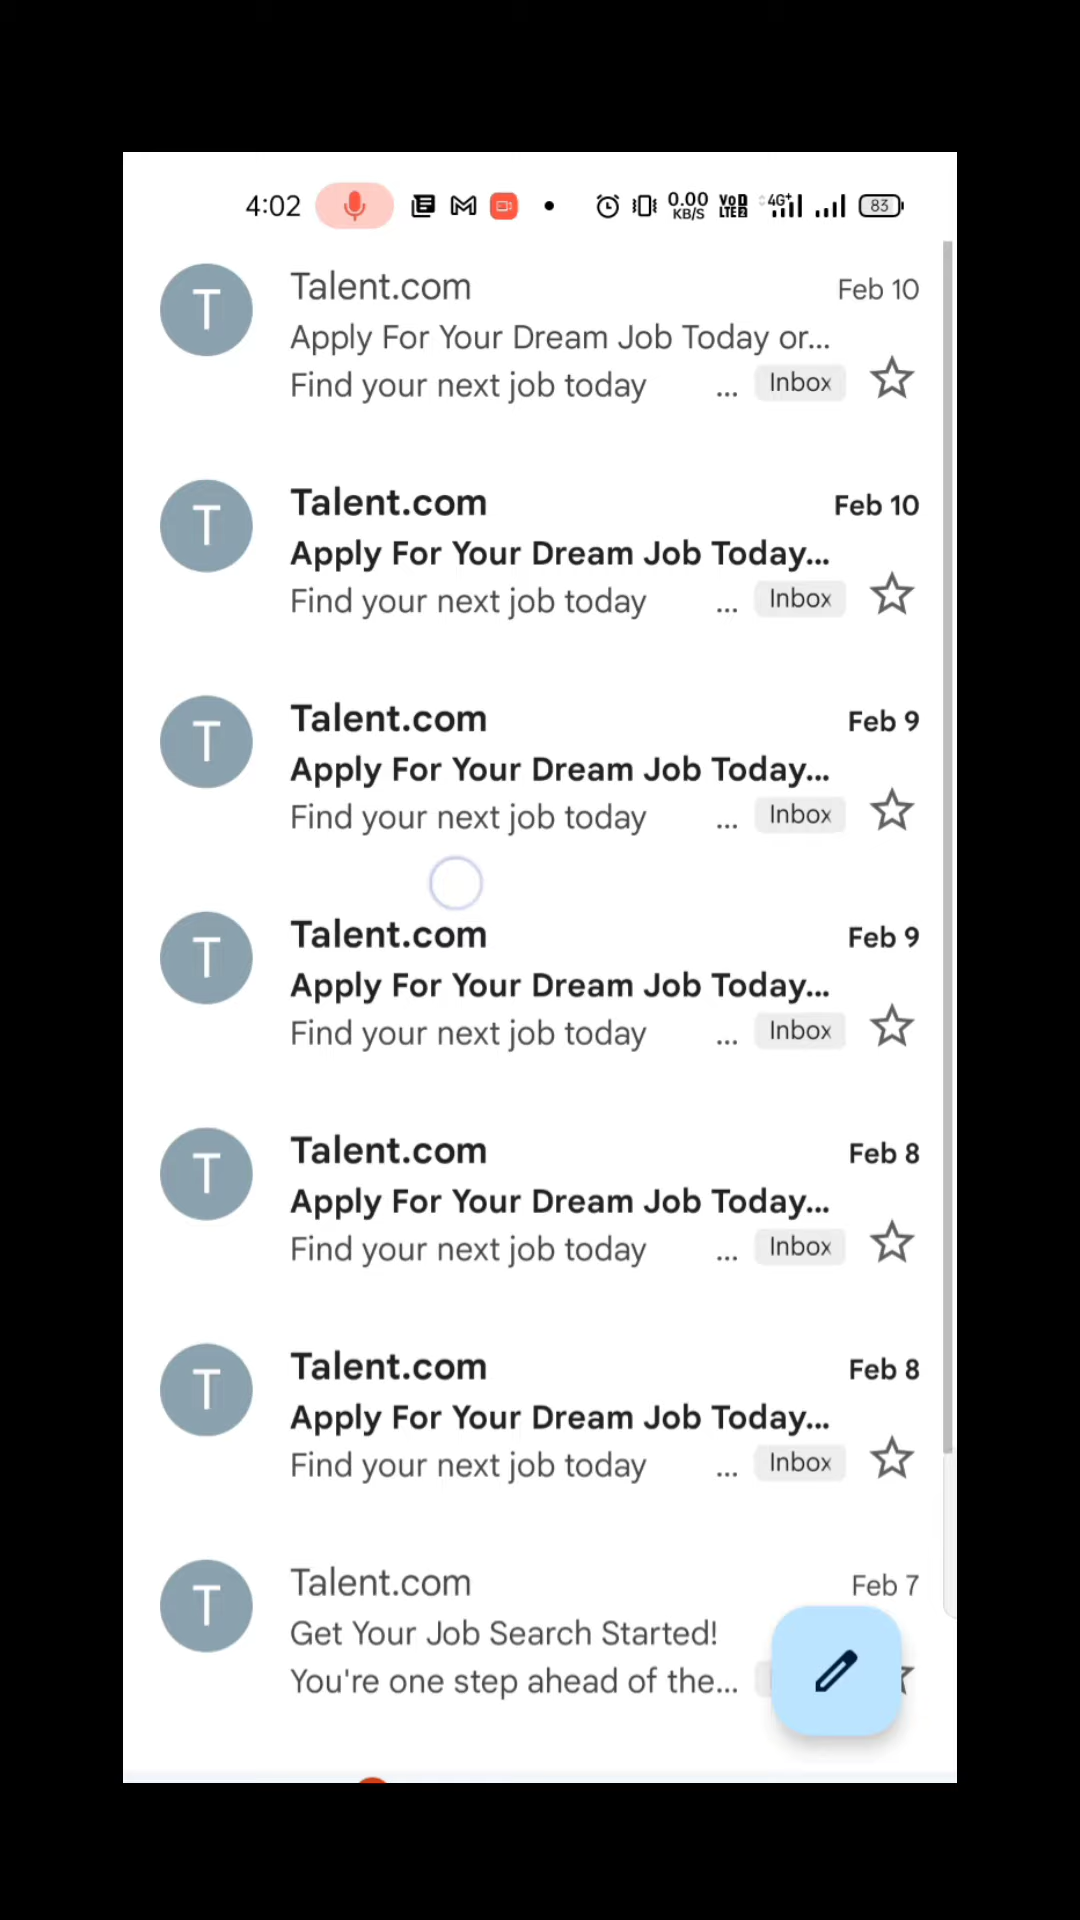 4:02 0.00 KB/S VoD LTE2 4G+ 83
T Talent.com Feb 10
Apply For Your Dream Job Today or...
Find your next job today ... Inbox
T Talent.com Feb 10
Apply For Your Dream Job Today...
Find your next job today ... Inbox
T Talent.com Feb 9
Apply For Your Dream Job Today...
Find your next job today ... Inbox
T Talent.com Feb 9
Apply For Your Dream Job Today...
Find your next job today ... Inbox
T Talent.com Feb 8
Apply For Your Dream Job Today...
Find your next job today ... Inbox
T Talent.com Feb 8
Apply For Your Dream Job Today...
Find your next job today ... Inbox
T Talent.com Feb 7
Get Your Job Search Started!
You're one step ahead of the...